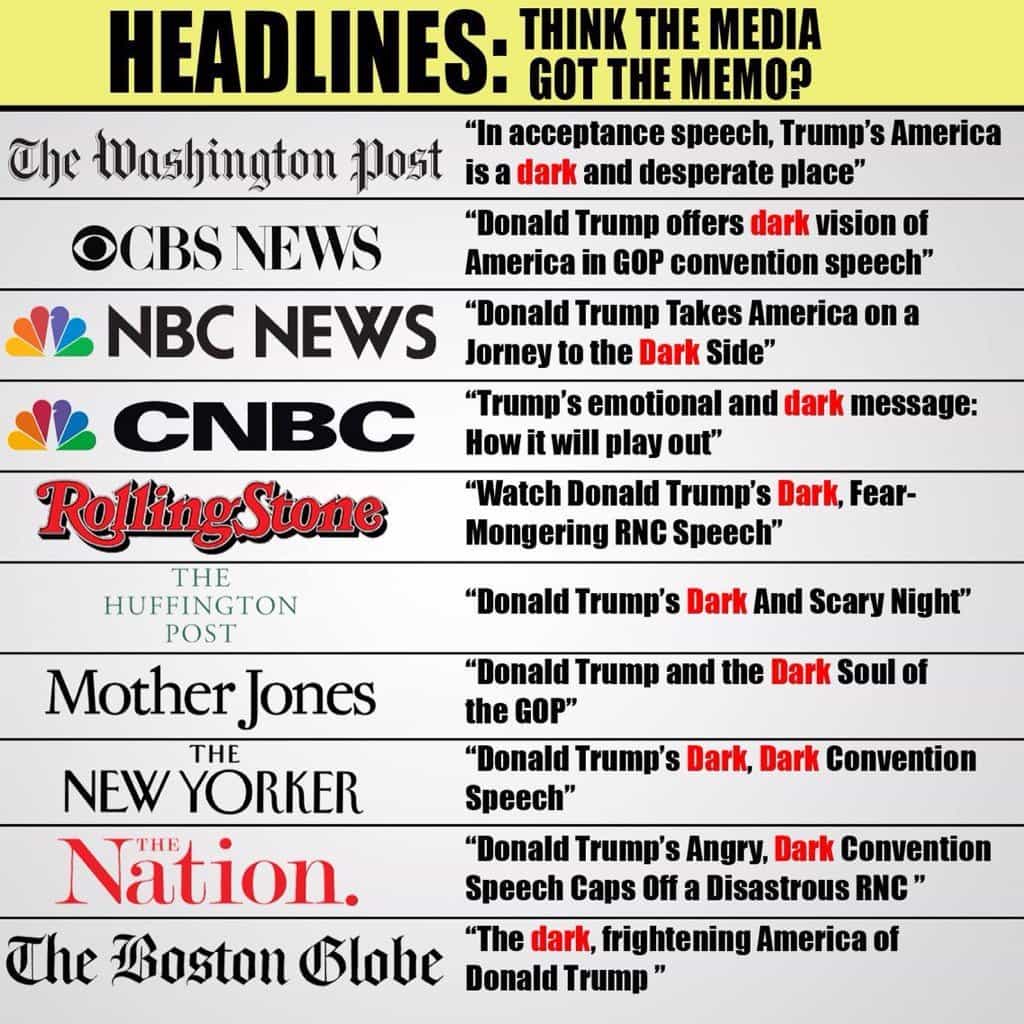 HEADLINES: THINK THE MEDIA
GOT THE MEMO?
The Washington Post
“In acceptance speech, Trump’s America
is a dark and desperate place”
CBS NEWS
“Donald Trump offers dark vision of
America in GOP convention speech”
NBC NEWS
“Donald Trump Takes America on a
Jorney to the Dark Side”
CNBC
“Trump’s emotional and dark message:
How it will play out”
RollingStone
“Watch Donald Trump’s Dark, Fear-
Mongering RNC Speech”
THE
HUFFINGTON
POST
“Donald Trump’s Dark And Scary Night”
Mother Jones
“Donald Trump and the Dark Soul of
the GOP”
THE
NEW YORKER
“Donald Trump’s Dark, Dark Convention
Speech”
THE
Nation.
“Donald Trump’s Angry, Dark Convention
Speech Caps Off a Disastrous RNC ”
The Boston Globe
“The dark, frightening America of
Donald Trump ”